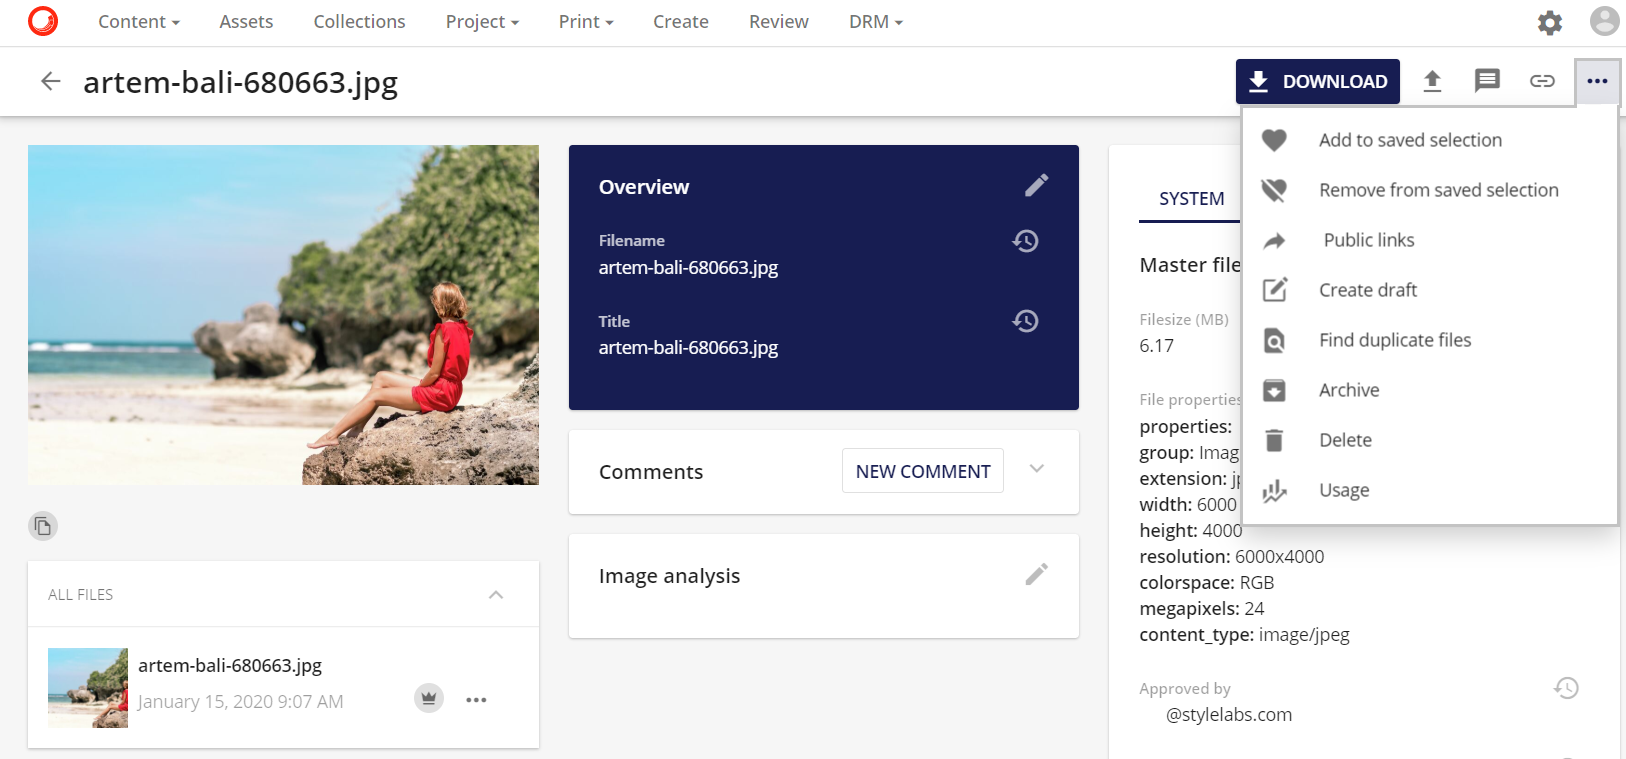 Content Assets Collections Project Print Create Review DRM
artem-bali-680663.jpg
DOWNLOAD
Add to saved selection
Remove from saved selection
Public links
Create draft
Find duplicate files
Archive
Delete
Usage
Overview
Filename
artem-bali-680663.jpg
Title
artem-bali-680663.jpg
Comments
NEW COMMENT
Image analysis
ALL FILES
artem-bali-680663.jpg
January 15, 2020 9:07 AM
SYSTEM
Master file
Filesize (MB)
6.17
File properties
properties:
group: Imag
extension: jp
width: 6000
height: 4000
resolution: 6000x4000
colorspace: RGB
megapixels: 24
content_type: image/jpeg
Approved by
@stylelabs.com